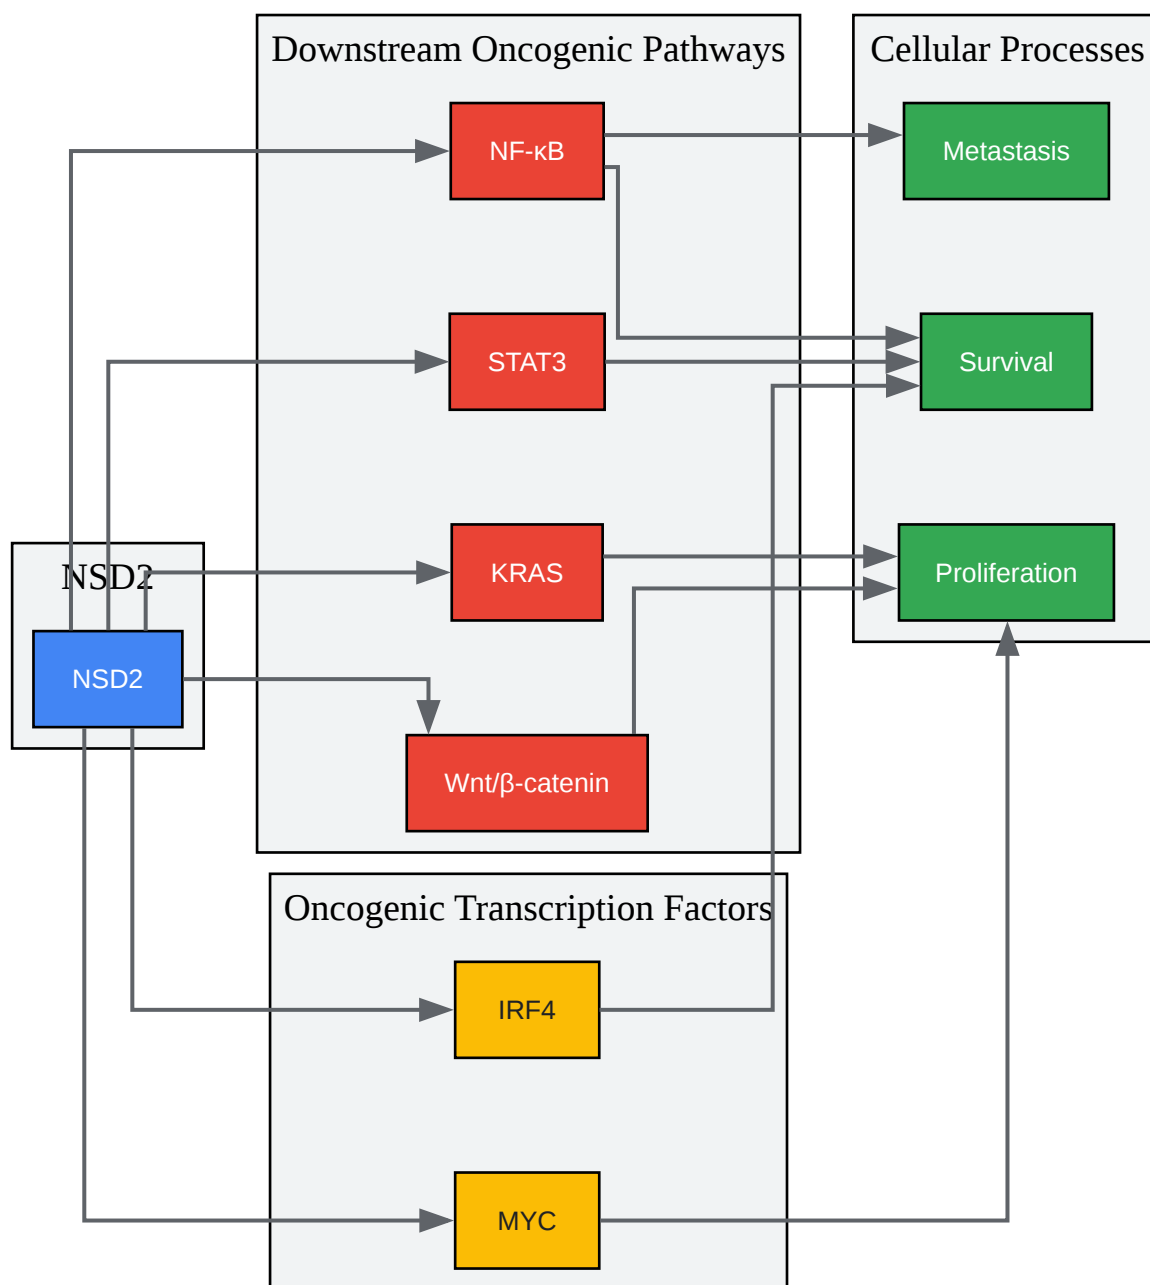 Downstream Oncogenic Pathways
Cellular Processes
NF-κB
Metastasis
STAT3
Survival
NSD2
KRAS
Proliferation
NSD2
Wnt/β-catenin
Oncogenic Transcription Factors
IRF4
MYC